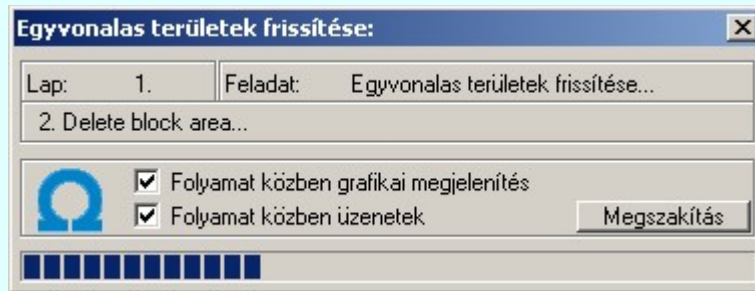 Egyvonalas területek frissítése:
Lap: 1. Feladat: Egyvonalas területek frissítése...
2. Delete block area...
Folyamat közben grafikai megjelenítés
Folyamat közben üzenetek Megszakítás